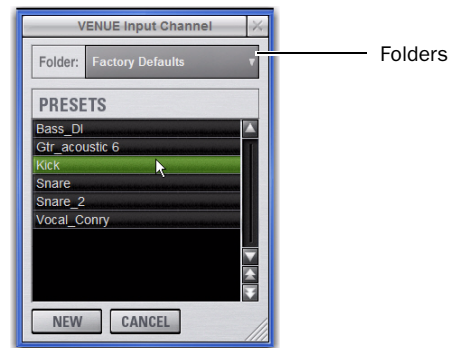 VENUE Input Channel
Folder: Factory Defaults
Folders
PRESETS
Bass_DI
Gtr_acoustic 6
Kick
Snare
Snare_2
Vocal_Conry
NEW CANCEL